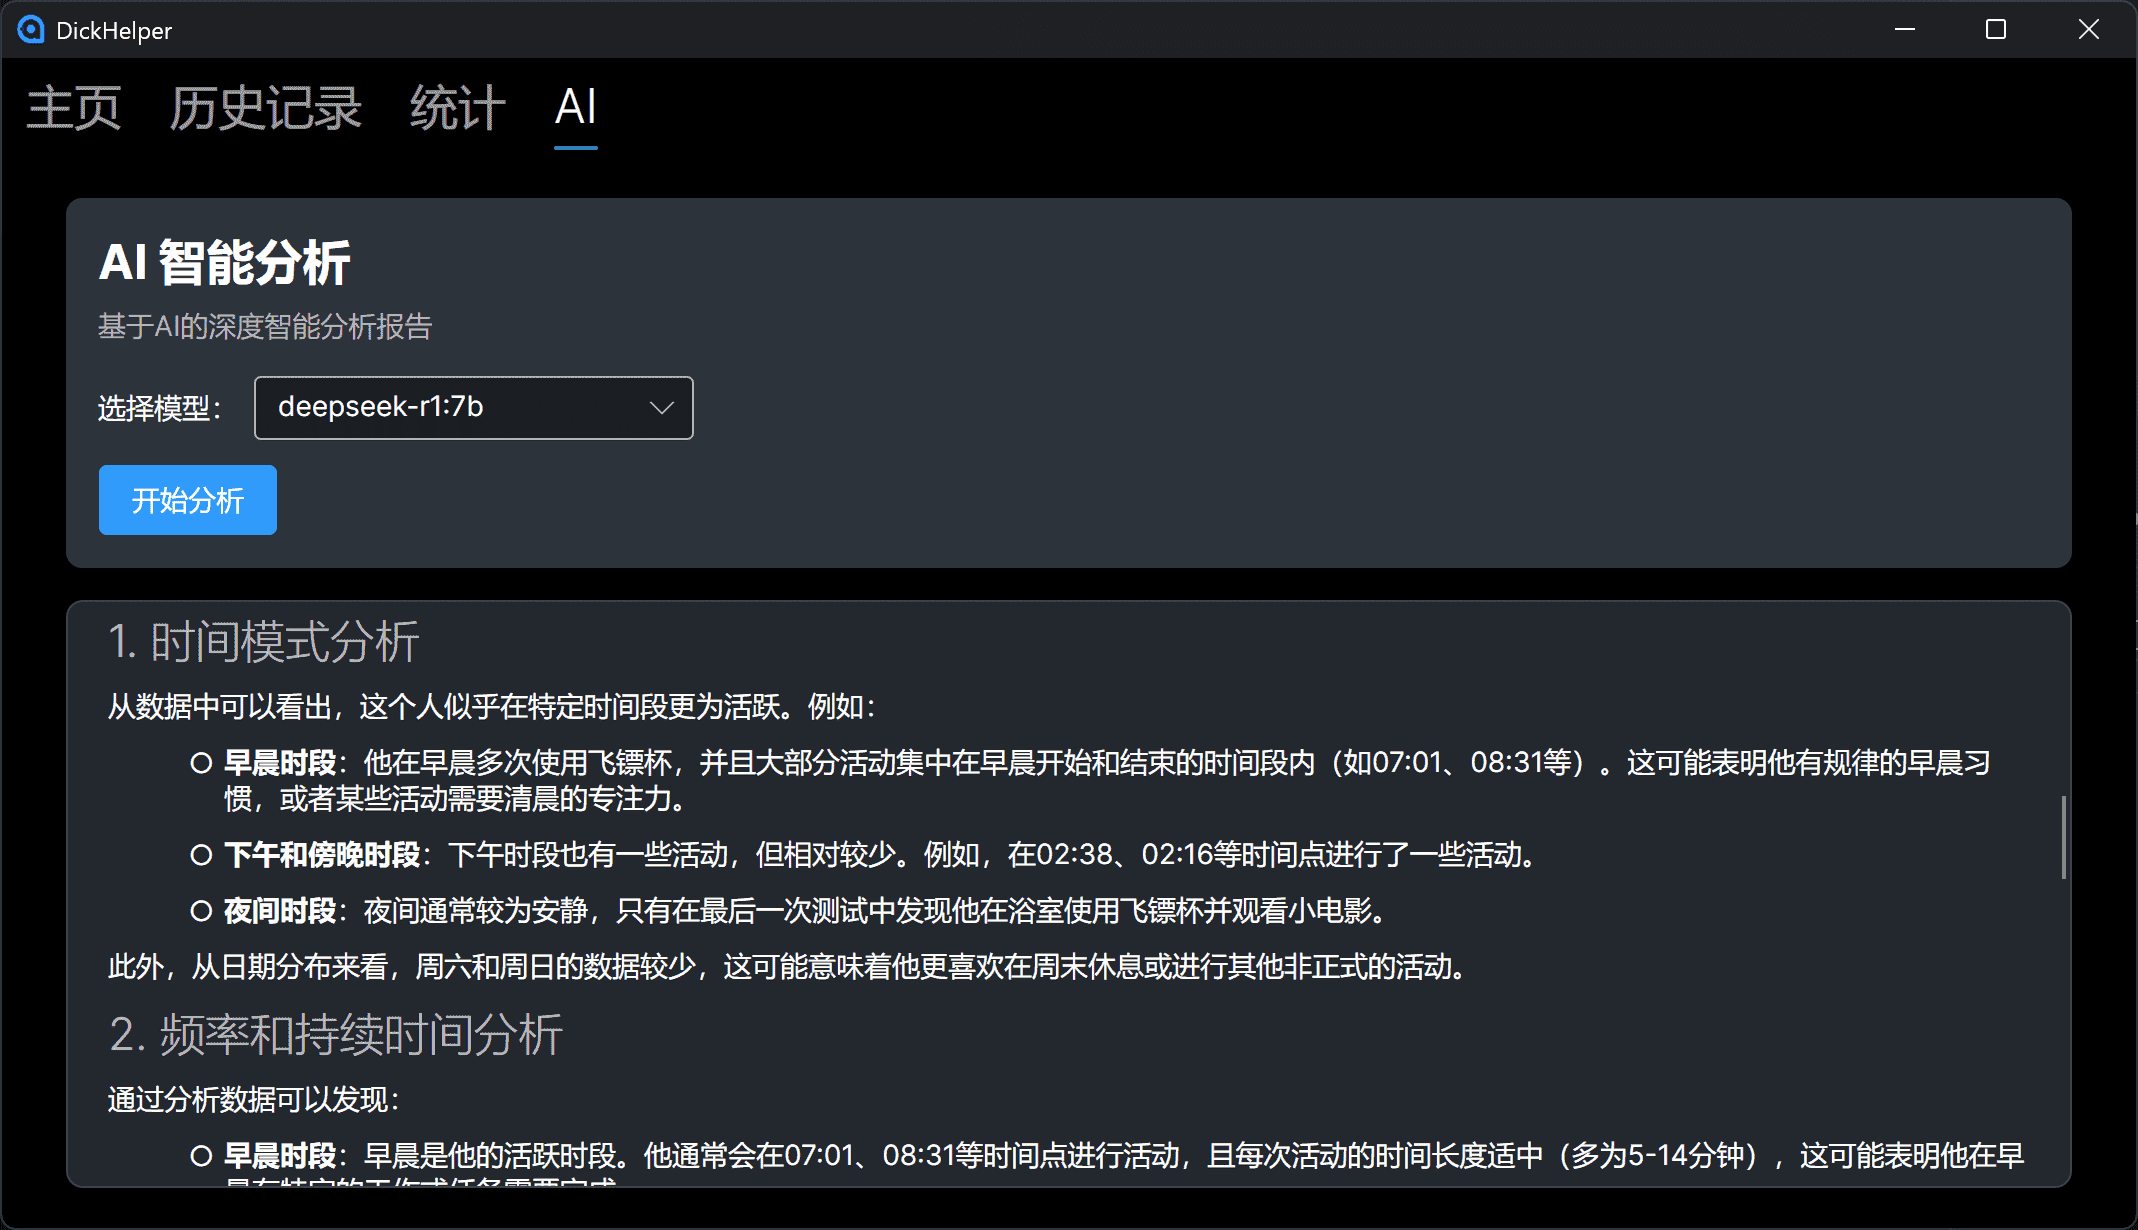 DickHelper
主页 历史记录 统计 AI
AI 智能分析
基于AI的深度智能分析报告
选择模型： deepseek-r1:7b
开始分析
1. 时间模式分析
从数据中可以看出，这个人似乎在特定时间段更为活跃。例如：
早晨时段：他在早晨多次使用飞镖杯，并且大部分活动集中在早晨开始和结束的时间段内（如07:01、08:31等）。这可能表明他有规律的早晨习
惯，或者某些活动需要清晨的专注力。
下午和傍晚时段：下午时段也有一些活动，但相对较少。例如，在02:38、02:16等时间点进行了一些活动。
夜间时段：夜间通常较为安静，只有在最后一次测试中发现他在浴室使用飞镖杯并观看小电影。
此外，从日期分布来看，周六和周日的数据较少，这可能意味着他更喜欢在周末休息或进行其他非正式的活动。
2. 频率和持续时间分析
通过分析数据可以发现：
早晨时段：早晨是他的活跃时段。他通常会在07:01、08:31等时间点进行活动，且每次活动的时间长度适中（多为5-14分钟），这可能表明他在早